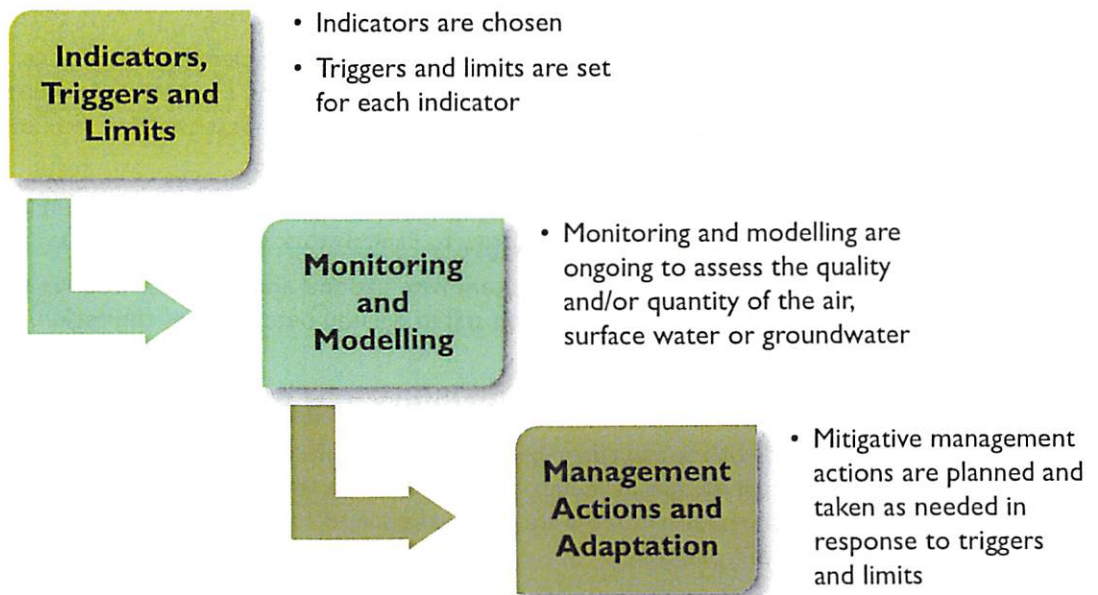 Indicators,
Triggers and
Limits
• Indicators are chosen
• Triggers and limits are set
for each indicator
Monitoring
and
Modelling
• Monitoring and modelling are
ongoing to assess the quality
and/or quantity of the air,
surface water or groundwater
Management
Actions and
Adaptation
• Mitigative management
actions are planned and
taken as needed in
response to triggers
and limits